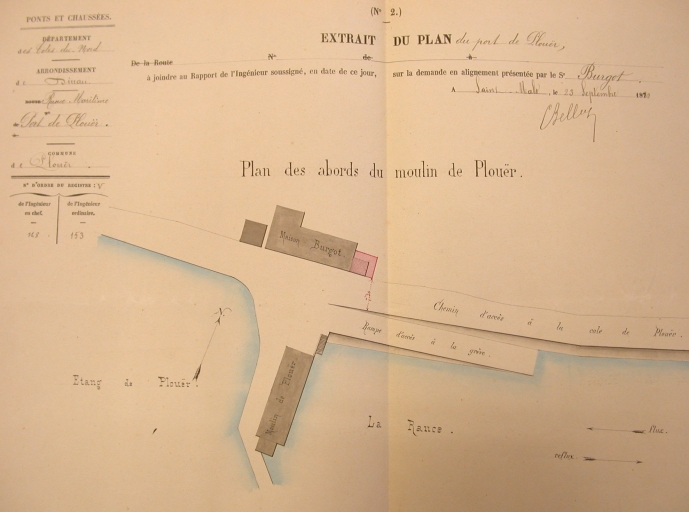 (N° 2.)
PONTS ET CHAUSSÉES.
DÉPARTEMENT
des Côtes du Nord
ARRONDISSEMENT
de Dinan
Rance Maritime
Port de Plouër.
COMMUNE
de Plouër
N° D'ORDRE DU REGISTRE : V
de l'Ingénieur en chef.
de l'Ingénieur ordinaire.
153
EXTRAIT DU PLAN du port de Plouër,
De la Route N° de à
à joindre au Rapport de l'Ingénieur soussigné, en date de ce jour, sur la demande en alignement présentée par le Sr Burgot.
A Saint-Malo, le 23 Septembre
Plan des abords du moulin de Plouër.
Maison Burgot.
A
Chemin d'accès à la cale de Plouër.
Rampe d'accès à la grève.
N
Etang de Plouër.
Moulin de Plouër.
La Rance.
flux.
reflux.